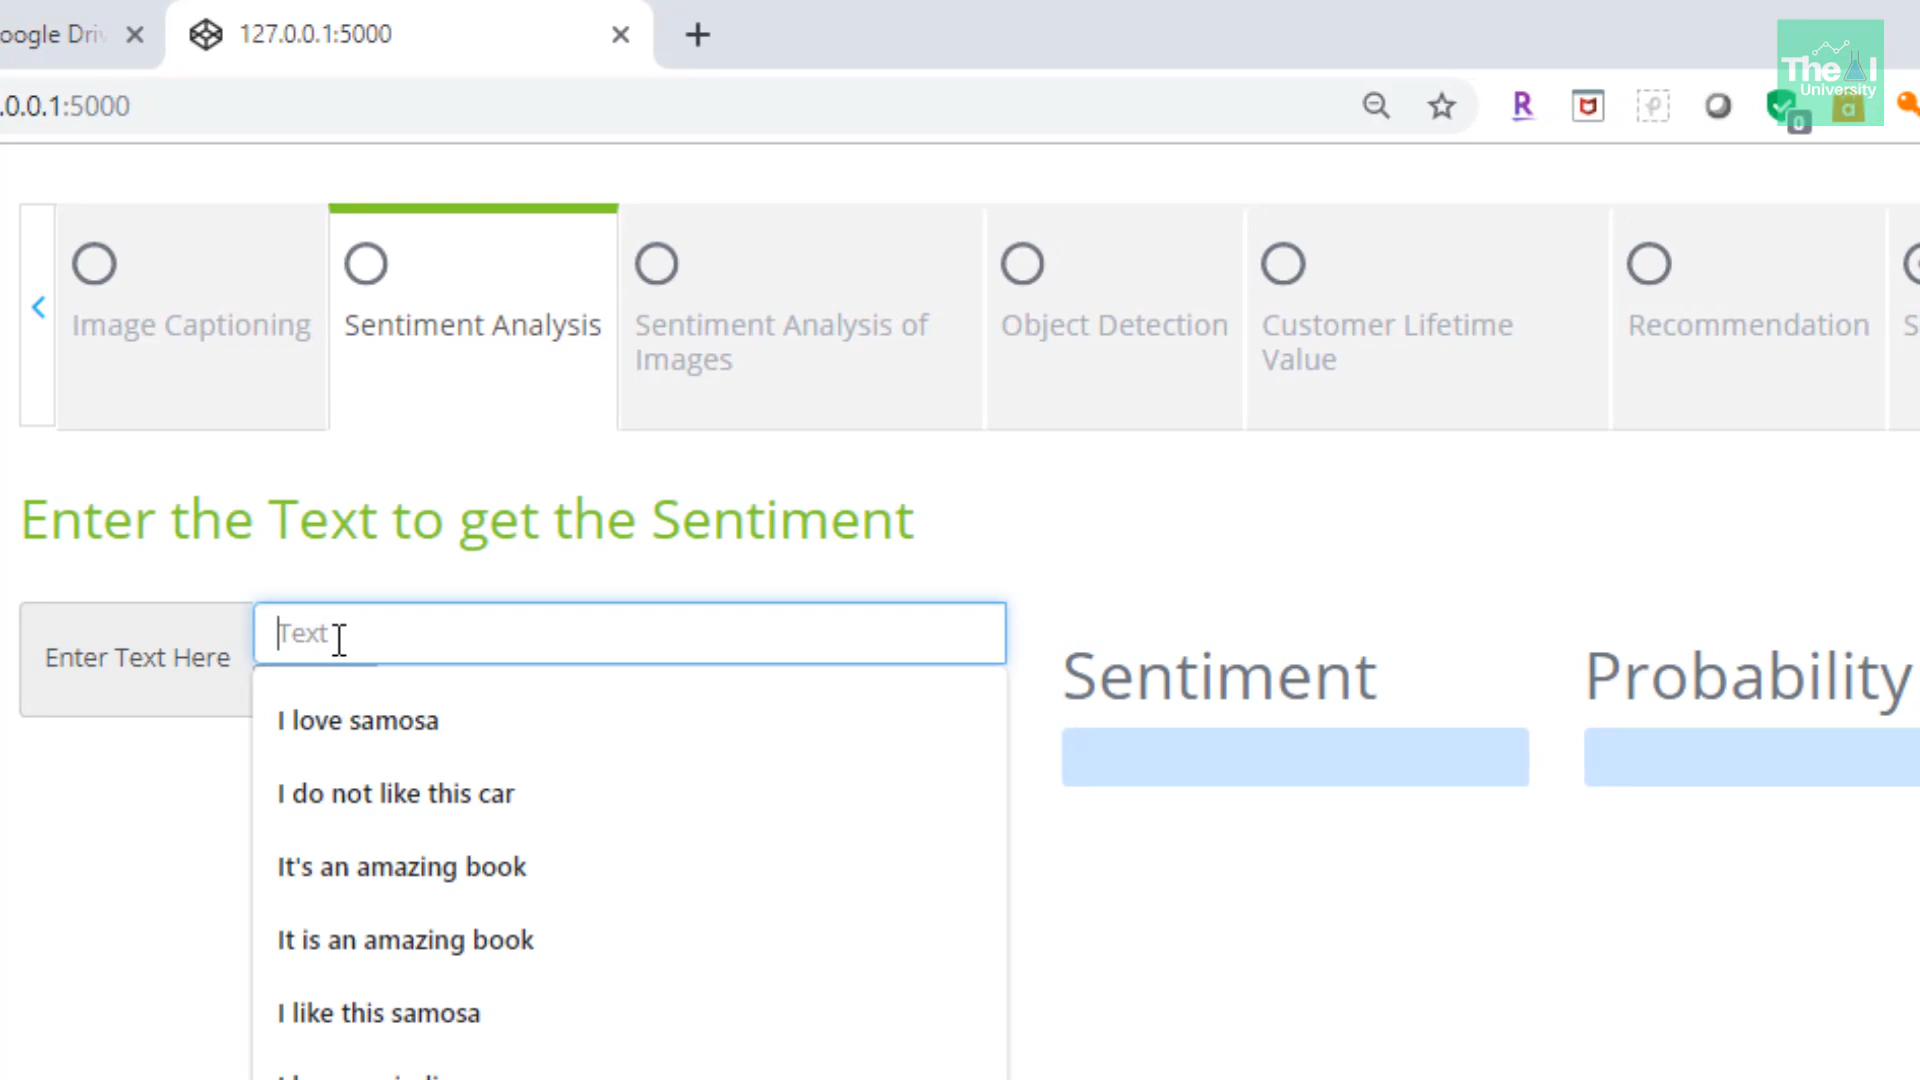 oogle Driv
127.0.0.1:5000
.0.0.1:5000
The AI
University
0
Image Captioning
Sentiment Analysis
Sentiment Analysis of
Images
Object Detection
Customer Lifetime
Value
Recommendation
S
Enter the Text to get the Sentiment
Enter Text Here
Text
Sentiment
Probability
I love samosa
I do not like this car
It's an amazing book
It is an amazing book
I like this samosa